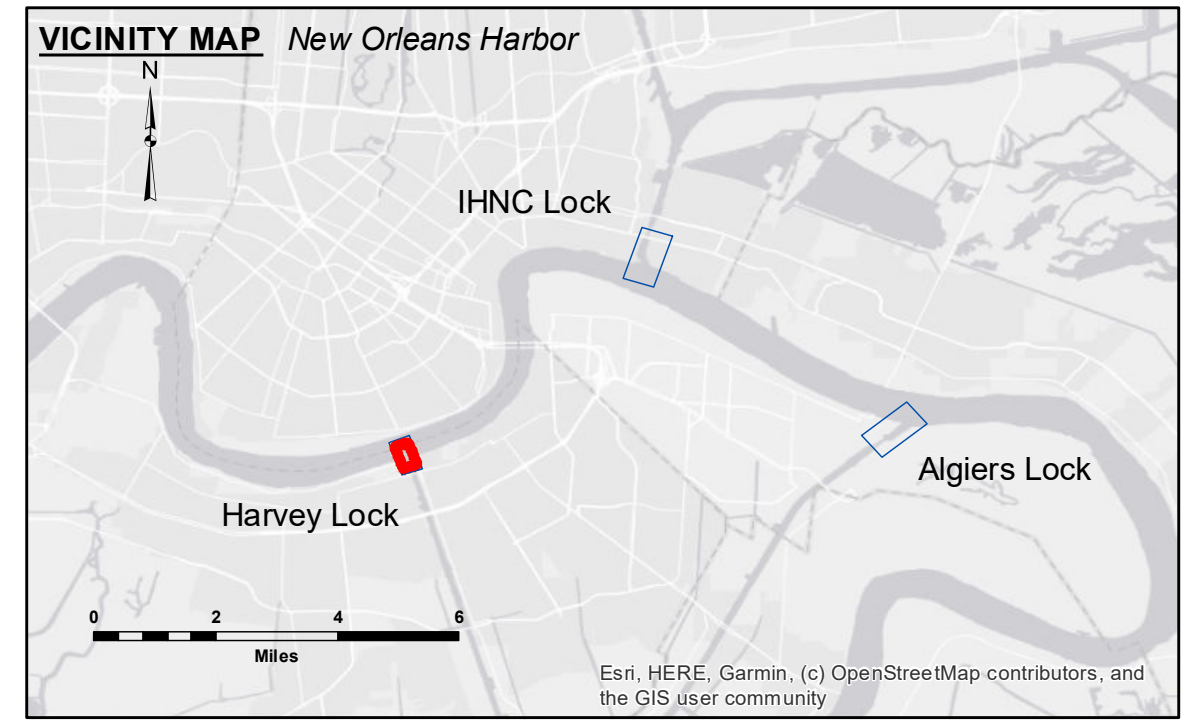 VICINITY MAP New Orleans Harbor
N
IHNC Lock
Algiers Lock
Harvey Lock
0 2 4 6
Miles
Esri, HERE, Garmin, (c) OpenStreetMap contributors, and
the GIS user community